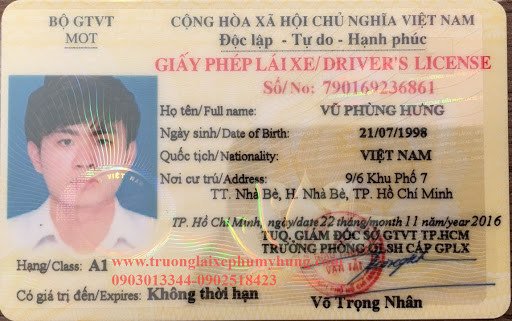 BỘ GTVT
MOT
CỘNG HÒA XÃ HỘI CHỦ NGHĨA VIỆT NAM
Độc lập - Tự do - Hạnh phúc
GIẤY PHÉP LÁI XE/ DRIVER'S LICENSE
Số/ No: 790169236861
Họ tên/ Full name: VŨ PHÙNG HƯNG
Ngày sinh/ Date of Birth: 21/07/1998
Quốc tịch/ Nationality: VIỆT NAM
Nơi cư trú/ Address: 9/6 Khu Phố 7
TT. Nhà Bè, H. Nhà Bè, TP. Hồ Chí Minh
VIỆT NAM
TP. Hồ Chí Minh, ngày/date 22 tháng/month 11 năm/year 2016
TUQ. GIÁM ĐỐC SỞ GTVT TP.HCM
TRƯỞNG PHÒNG QLSH CẤP GPLX
Hạng/ Class: A1
www.truonglaixephumyhung.com
0903013344-0902518423
VẬN TẢI
Có giá trị đến/ Expires: Không thời hạn
Võ Trọng Nhân